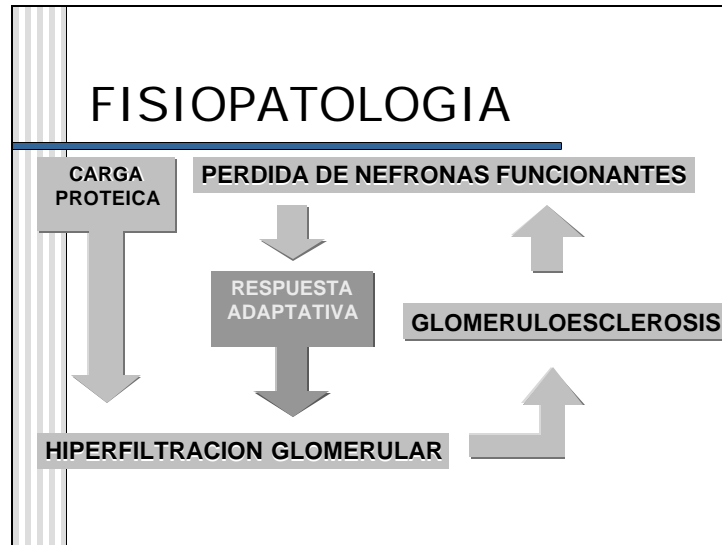 FISIOPATOLOGIA
CARGA
PROTEICA
PERDIDA DE NEFRONAS FUNCIONANTES
RESPUESTA
ADAPTATIVA
GLOMERULOESCLEROSIS
HIPERFILTRACION GLOMERULAR